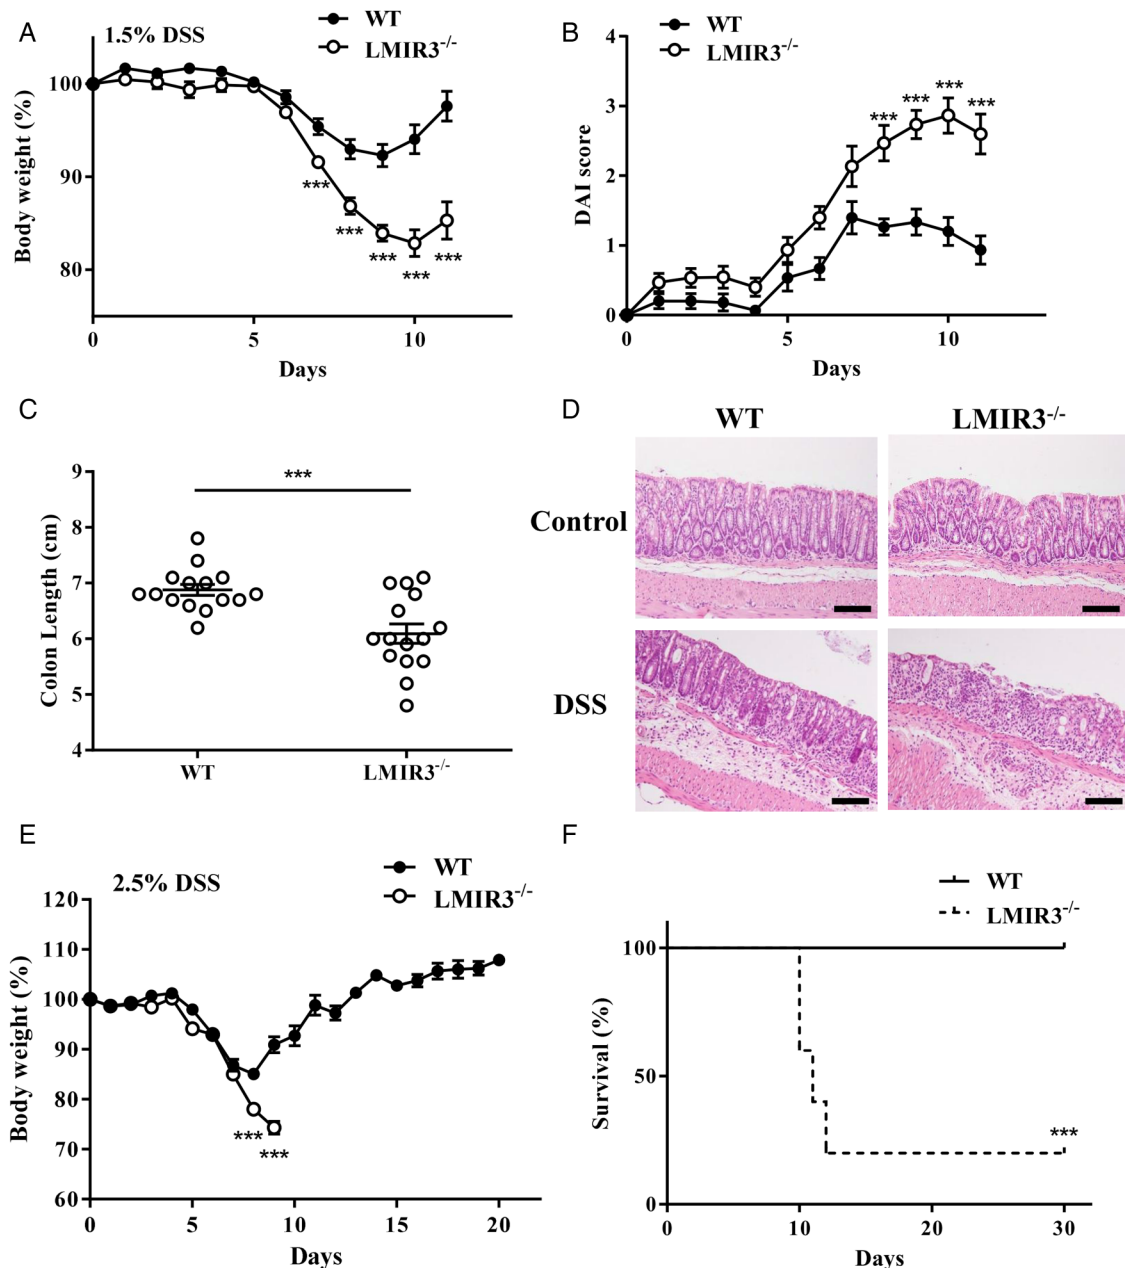 A
1.5% DSS
WT
LMIR3-/-
Body weight (%)
100
90
80
0
5
10
***
***
***
***
***
Days
B
WT
LMIR3-/-
DAI score
4
3
2
1
0
0
5
10
***
***
***
***
Days
C
Colon Length (cm)
9
8
7
6
5
4
***
WT
LMIR3-/-
D
WT
LMIR3-/-
Control
DSS
E
2.5% DSS
WT
LMIR3-/-
Body weight (%)
120
110
100
90
80
70
60
***
***
0
5
10
15
20
Days
F
WT
LMIR3-/-
Survival (%)
100
50
0
***
0
10
20
30
Days